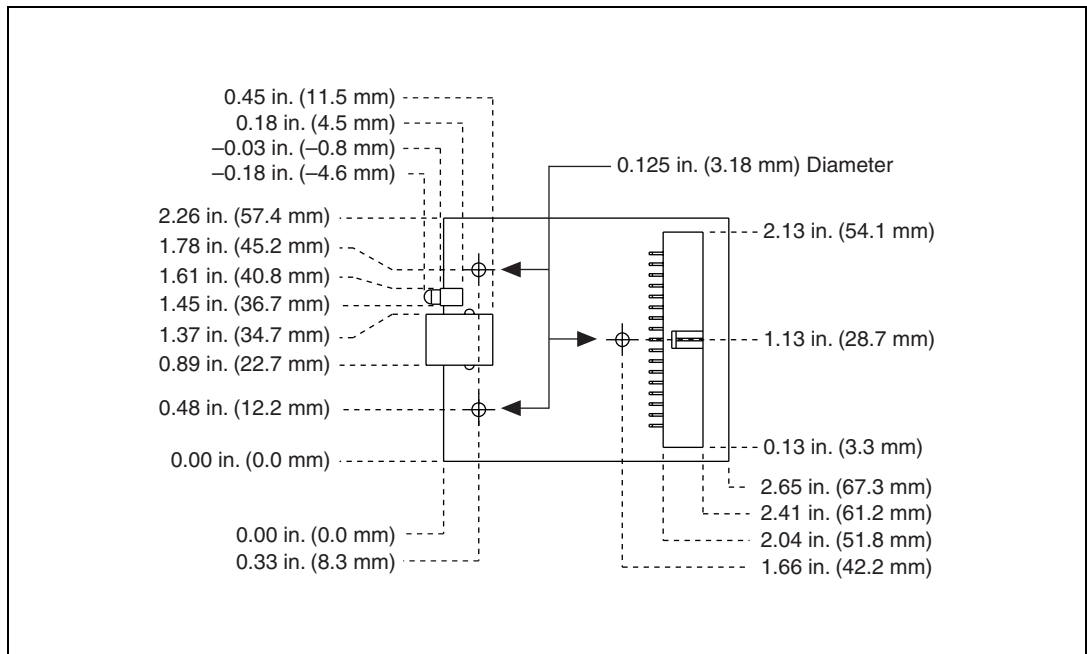 0.45 in. (11.5 mm)
0.18 in. (4.5 mm)
–0.03 in. (–0.8 mm)
–0.18 in. (–4.6 mm)
0.125 in. (3.18 mm) Diameter
2.26 in. (57.4 mm)
1.78 in. (45.2 mm)
1.61 in. (40.8 mm)
1.45 in. (36.7 mm)
1.37 in. (34.7 mm)
0.89 in. (22.7 mm)
0.48 in. (12.2 mm)
0.00 in. (0.0 mm)
2.13 in. (54.1 mm)
1.13 in. (28.7 mm)
0.13 in. (3.3 mm)
0.00 in. (0.0 mm)
0.33 in. (8.3 mm)
2.65 in. (67.3 mm)
2.41 in. (61.2 mm)
2.04 in. (51.8 mm)
1.66 in. (42.2 mm)